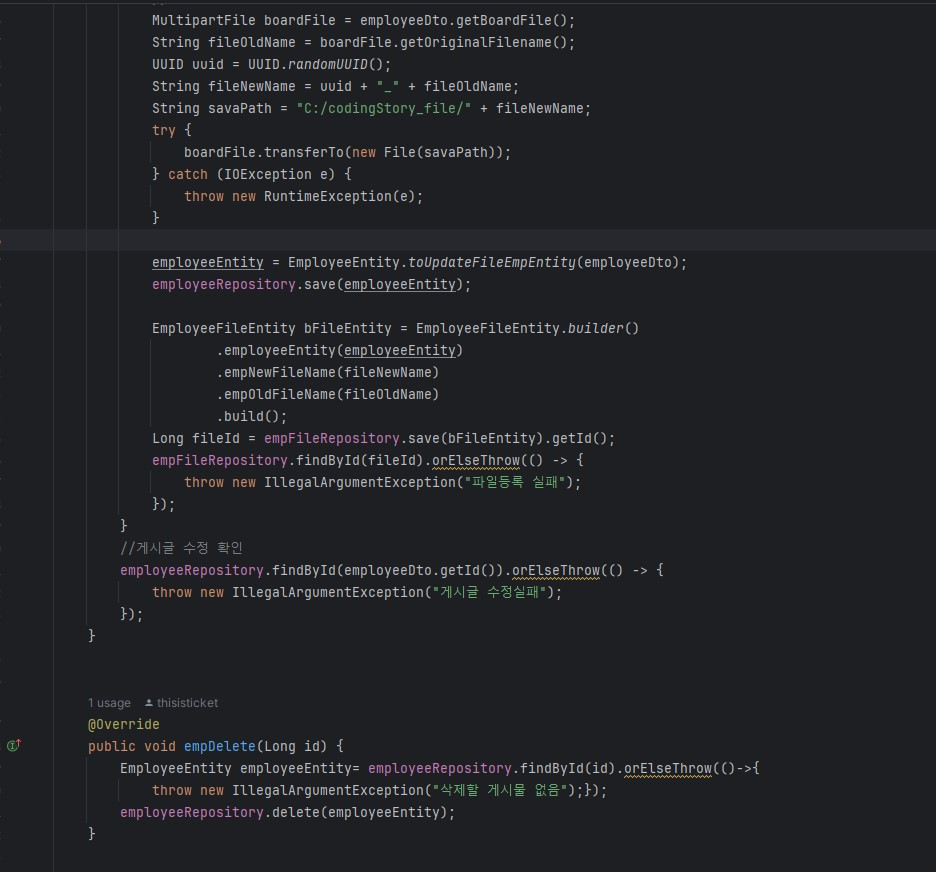 MultipartFile boardFile = employeeDto.getBoardFile();
String fileOldName = boardFile.getOriginalFilename();
UUID uuid = UUID.randomUUID();
String fileNewName = uuid + "_" + fileOldName;
String savaPath = "C:/codingStory_file/" + fileNewName;
try {
boardFile.transferTo(new File(savaPath));
} catch (IOException e) {
throw new RuntimeException(e);
}
employeeEntity = EmployeeEntity.toUpdateFileEmpEntity(employeeDto);
employeeRepository.save(employeeEntity);
EmployeeFileEntity bFileEntity = EmployeeFileEntity.builder()
.employeeEntity(employeeEntity)
.empNewFileName(fileNewName)
.empOldFileName(fileOldName)
.build();
Long fileId = empFileRepository.save(bFileEntity).getId();
empFileRepository.findById(fileId).orElseThrow(() -> {
throw new IllegalArgumentException("파일등록 실패");
});
}
//게시글 수정 확인
employeeRepository.findById(employeeDto.getId()).orElseThrow(() -> {
throw new IllegalArgumentException("게시글 수정실패");
});
}
1 usage thisisticket
@Override
public void empDelete(Long id) {
EmployeeEntity employeeEntity= employeeRepository.findById(id).orElseThrow(()->{
throw new IllegalArgumentException("삭제할 게시물 없음");});
employeeRepository.delete(employeeEntity);
}